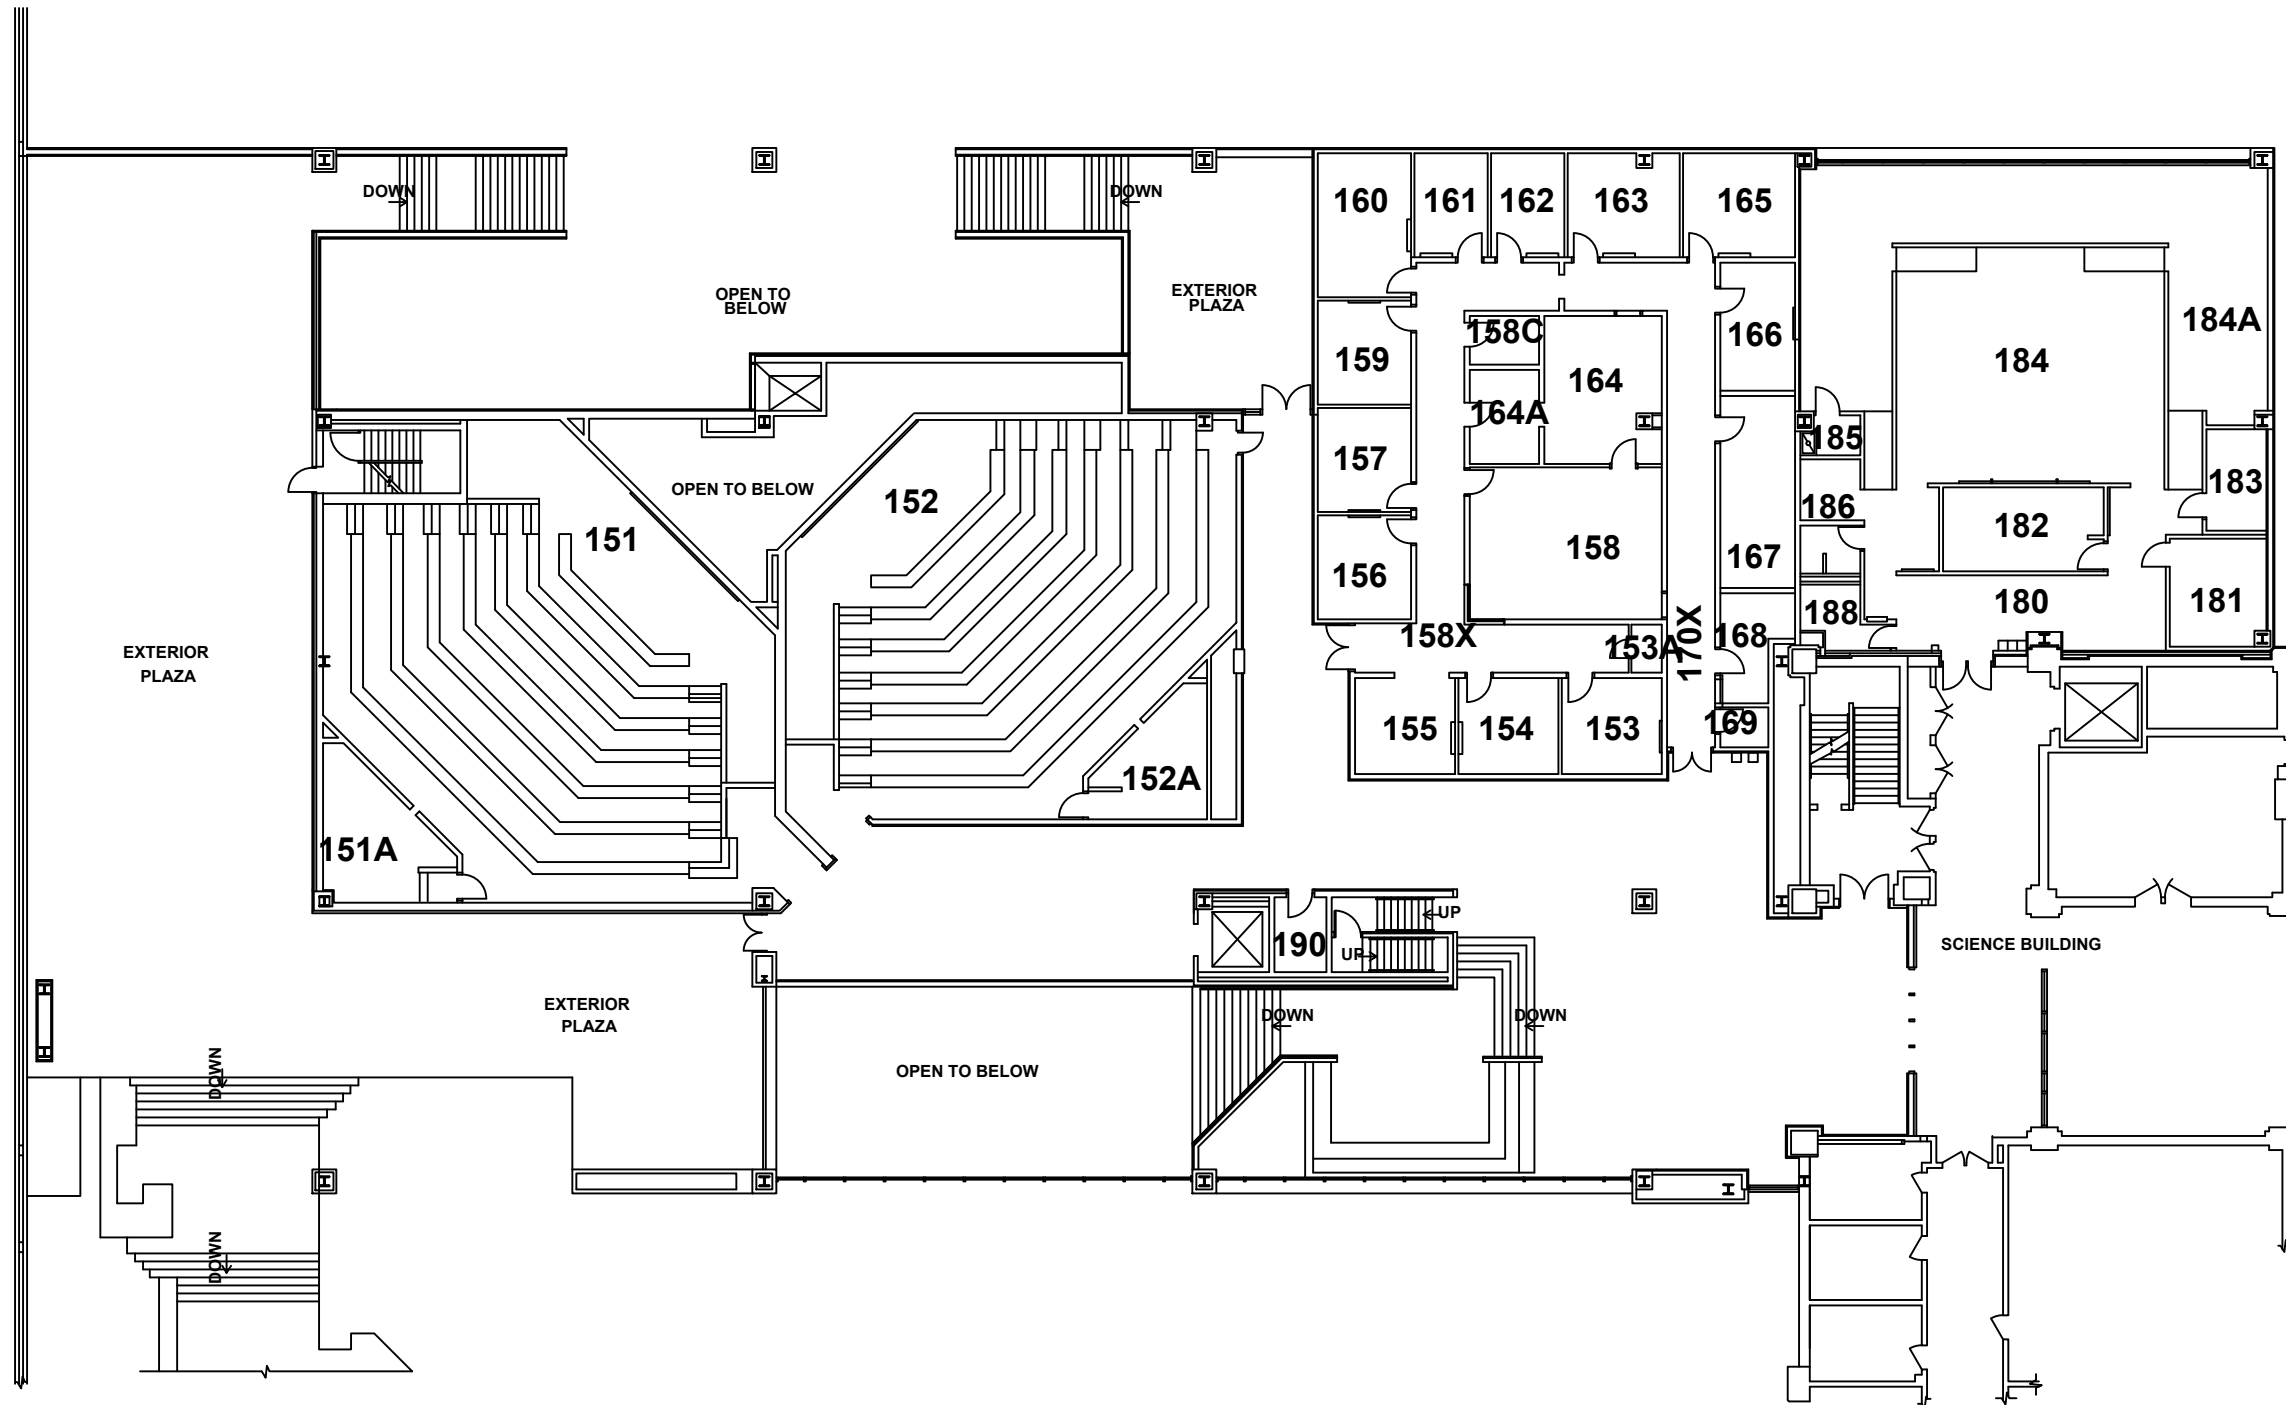 DOWN
DOWN
160
161
162
163
165
OPEN TO
BELOW
EXTERIOR
PLAZA
158C
159
164
166
184A
184
164A
185
157
183
OPEN TO BELOW
152
186
182
151
158
167
156
180
181
188
158X
153A
170X
168
EXTERIOR
PLAZA
155
154
153
169
152A
151A
UP
190
UP
SCIENCE BUILDING
EXTERIOR
PLAZA
DOWN
DOWN
OPEN TO BELOW
DOWN
DOWN